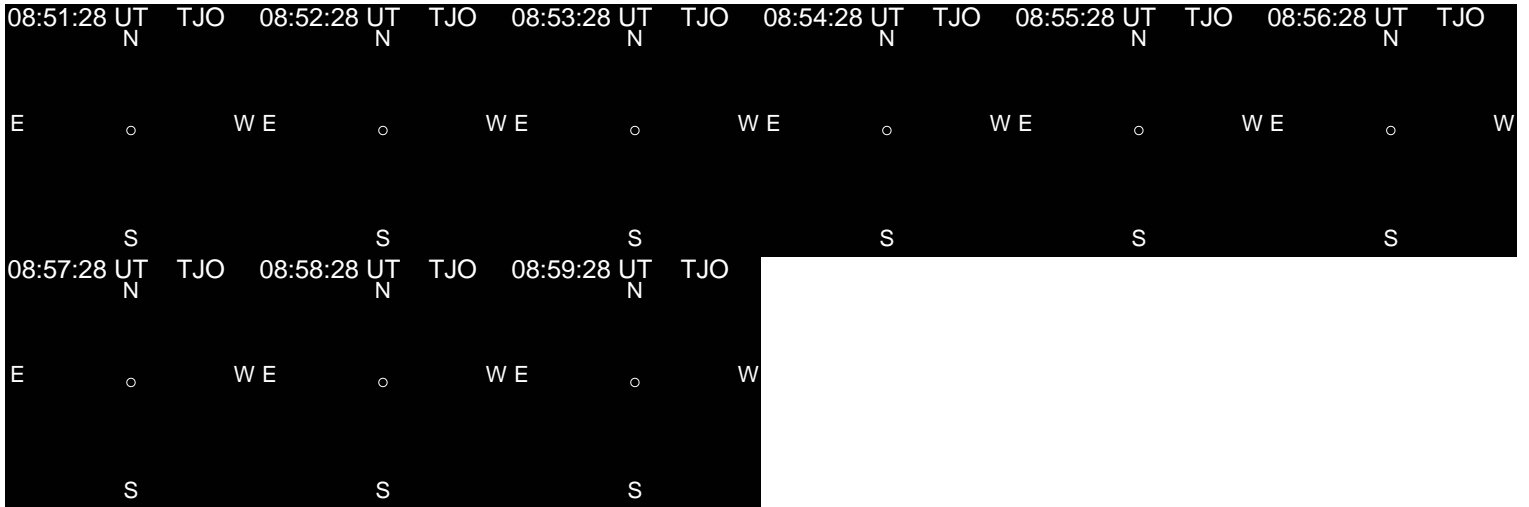 08:51:28 UT TJO 08:52:28 UT TJO 08:53:28 UT TJO 08:54:28 UT TJO 08:55:28 UT TJO 08:56:28 UT TJO
N N N N N N
E W E W E W E W E W E W
S S S S S S
08:57:28 UT TJO 08:58:28 UT TJO 08:59:28 UT TJO
N N N
E W E W E W
S S S